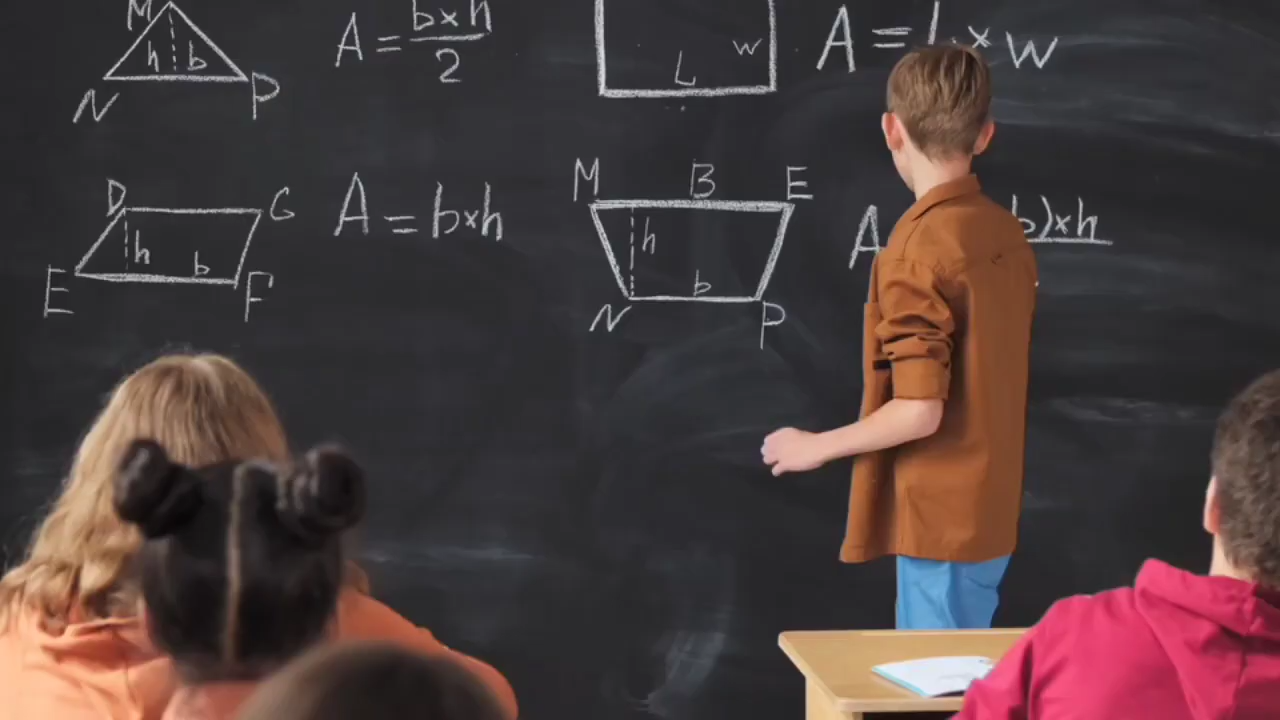 M
h b
N P
A = b×h
2
w
L
A = L × w
D G
h
b
E F
A = b×h
M B E
h
b
N P
A b)×h